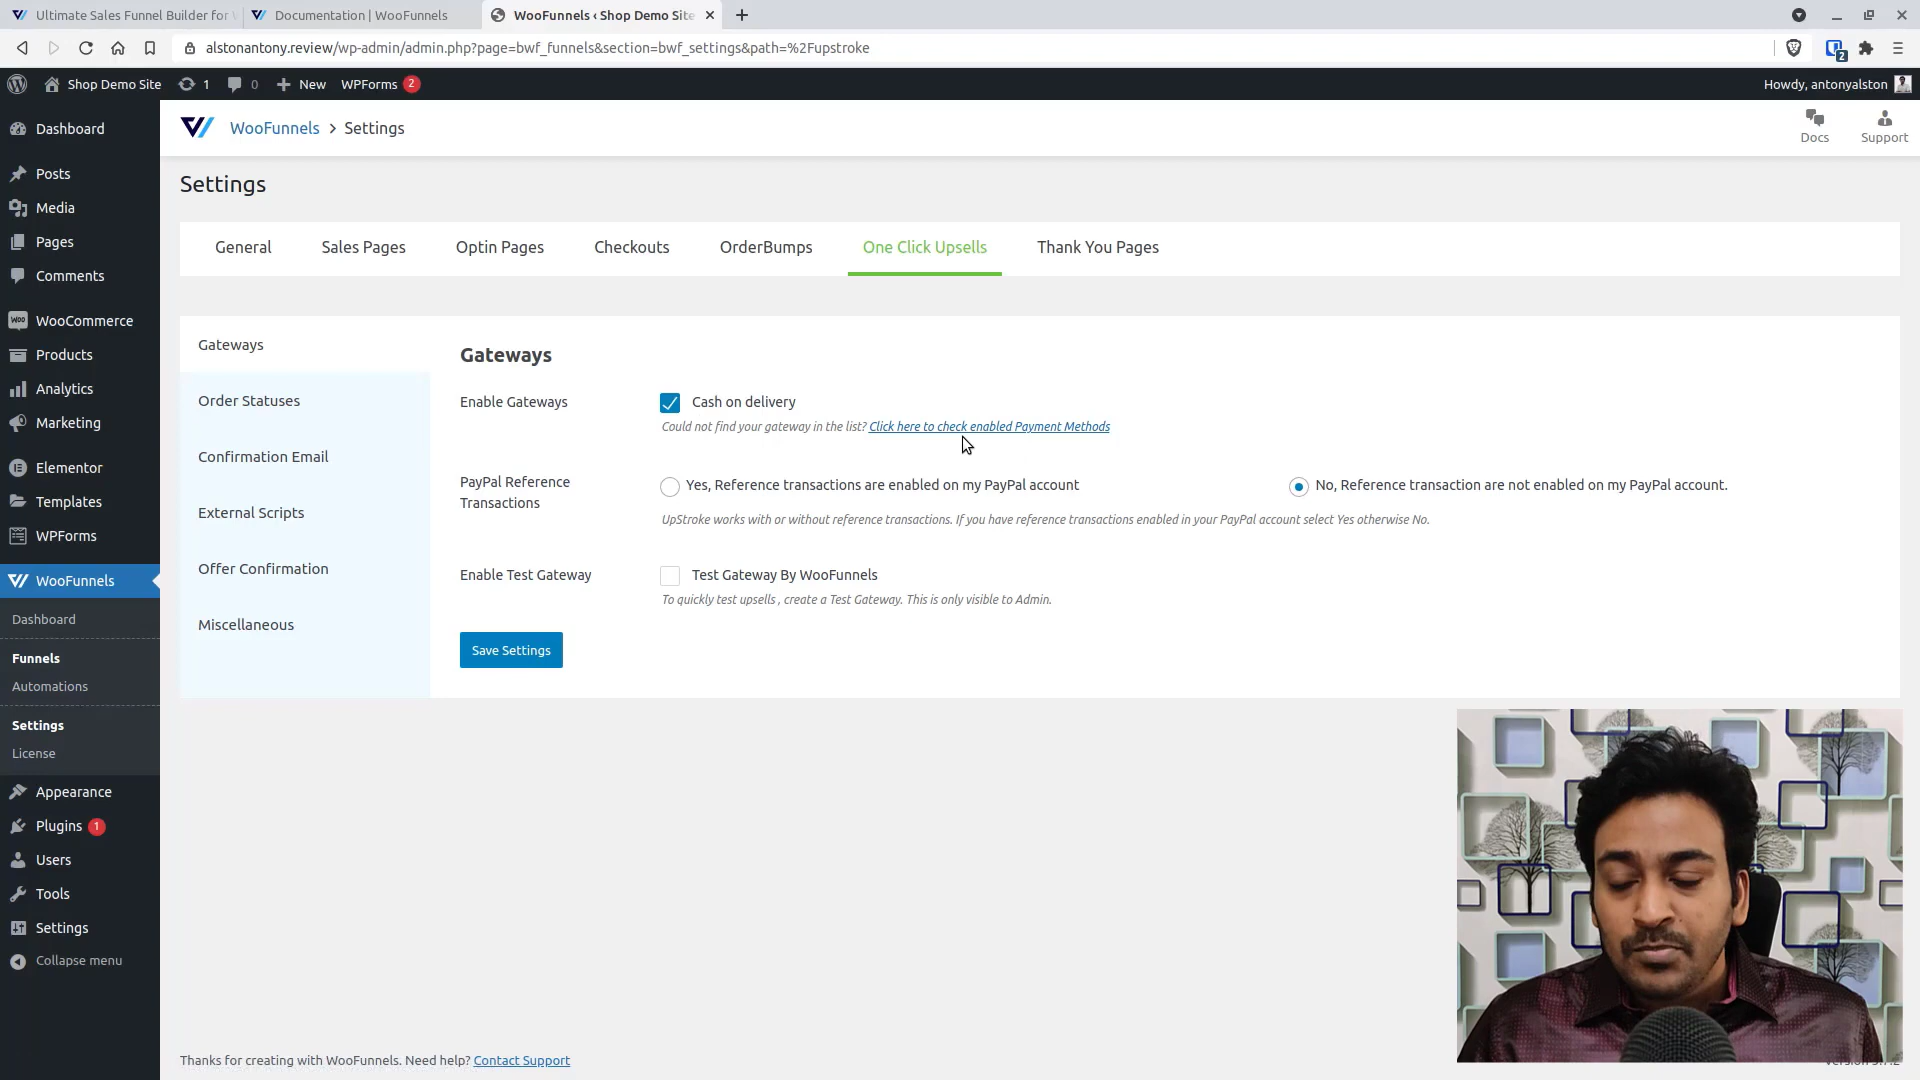 Ultimate Sales Funnel Builder for
Documentation | WooFunnels
WooFunnels ‹ Shop Demo Site
alstonantony.review/wp-admin/admin.php?page=bwf_funnels&section=bwf_settings&path=%2Fupstroke
2
Shop Demo Site
1
0
New
WPForms
2
Howdy, antonyalston
Dashboard
Posts
Media
Pages
Comments
WooCommerce
Products
Analytics
Marketing
Elementor
Templates
WPForms
WooFunnels
Dashboard
Funnels
Automations
Settings
License
Appearance
Plugins 1
Users
Tools
Settings
Collapse menu
WooFunnels > Settings
Docs
Support
Settings
General
Sales Pages
Optin Pages
Checkouts
OrderBumps
One Click Upsells
Thank You Pages
Gateways
Order Statuses
Confirmation Email
External Scripts
Offer Confirmation
Miscellaneous
Gateways
Enable Gateways
Cash on delivery
Could not find your gateway in the list? Click here to check enabled Payment Methods
PayPal Reference
Transactions
Yes, Reference transactions are enabled on my PayPal account
No, Reference transaction are not enabled on my PayPal account.
UpStroke works with or without reference transactions. If you have reference transactions enabled in your PayPal account select Yes otherwise No.
Enable Test Gateway
Test Gateway By WooFunnels
To quickly test upsells , create a Test Gateway. This is only visible to Admin.
Save Settings
Thanks for creating with WooFunnels. Need help? Contact Support